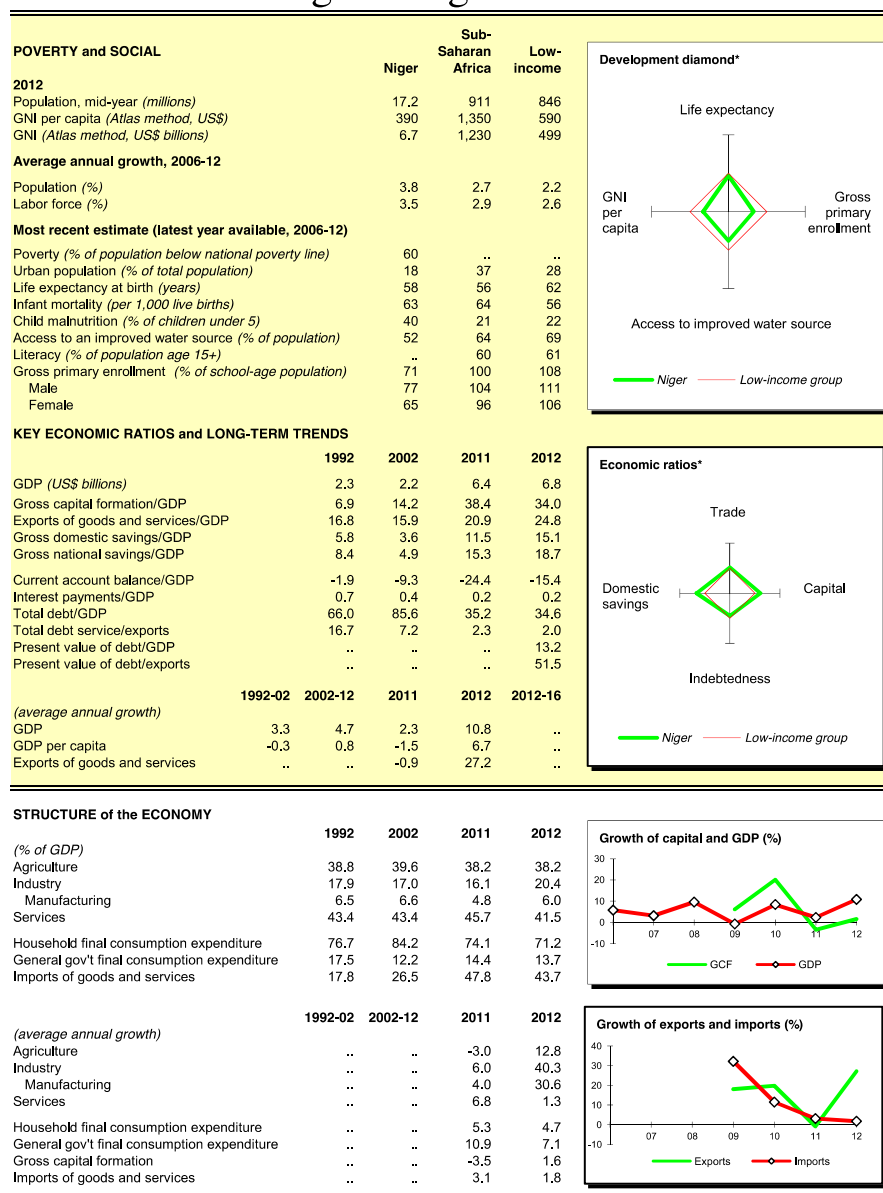 POVERTY and SOCIAL Niger Sub-Saharan Africa Low-income
2012
Population, mid-year (millions) 17.2 911 846
GNI per capita (Atlas method, US$) 390 1,350 590
GNI (Atlas method, US$ billions) 6.7 1,230 499
Average annual growth, 2006-12
Population (%) 3.8 2.7 2.2
Labor force (%) 3.5 2.9 2.6
Most recent estimate (latest year available, 2006-12)
Poverty (% of population below national poverty line) 60 .. ..
Urban population (% of total population) 18 37 28
Life expectancy at birth (years) 58 56 62
Infant mortality (per 1,000 live births) 63 64 56
Child malnutrition (% of children under 5) 40 21 22
Access to an improved water source (% of population) 52 64 69
Literacy (% of population age 15+) .. 60 61
Gross primary enrollment (% of school-age population) 71 100 108
Male 77 104 111
Female 65 96 106
Development diamond*
Life expectancy
GNI per capita
Gross primary enrollment
Access to improved water source
Niger Low-income group
KEY ECONOMIC RATIOS and LONG-TERM TRENDS
1992 2002 2011 2012
GDP (US$ billions) 2.3 2.2 6.4 6.8
Gross capital formation/GDP 6.9 14.2 38.4 34.0
Exports of goods and services/GDP 16.8 15.9 20.9 24.8
Gross domestic savings/GDP 5.8 3.6 11.5 15.1
Gross national savings/GDP 8.4 4.9 15.3 18.7
Current account balance/GDP -1.9 -9.3 -24.4 -15.4
Interest payments/GDP 0.7 0.4 0.2 0.2
Total debt/GDP 66.0 85.6 35.2 34.6
Total debt service/exports 16.7 7.2 2.3 2.0
Present value of debt/GDP .. .. .. 13.2
Present value of debt/exports .. .. .. 51.5
1992-02 2002-12 2011 2012 2012-16
(average annual growth)
GDP 3.3 4.7 2.3 10.8 ..
GDP per capita -0.3 0.8 -1.5 6.7 ..
Exports of goods and services .. .. -0.9 27.2 ..
Economic ratios*
Trade
Domestic savings
Capital
Indebtedness
Niger Low-income group
STRUCTURE of the ECONOMY
1992 2002 2011 2012
(% of GDP)
Agriculture 38.8 39.6 38.2 38.2
Industry 17.9 17.0 16.1 20.4
Manufacturing 6.5 6.6 4.8 6.0
Services 43.4 43.4 45.7 41.5
Household final consumption expenditure 76.7 84.2 74.1 71.2
General gov't final consumption expenditure 17.5 12.2 14.4 13.7
Imports of goods and services 17.8 26.5 47.8 43.7
Growth of capital and GDP (%)
30
20
10
0
-10
07 08 09 10 11 12
GCF GDP
1992-02 2002-12 2011 2012
(average annual growth)
Agriculture .. .. -3.0 12.8
Industry .. .. 6.0 40.3
Manufacturing .. .. 4.0 30.6
Services .. .. 6.8 1.3
Household final consumption expenditure .. .. 5.3 4.7
General gov't final consumption expenditure .. .. 10.9 7.1
Gross capital formation .. .. -3.5 1.6
Imports of goods and services .. .. 3.1 1.8
Growth of exports and imports (%)
40
30
20
10
0
-10
07 08 09 10 11 12
Exports Imports